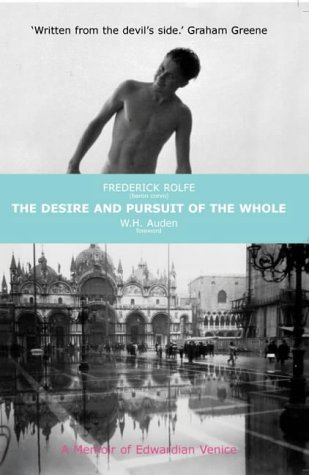 ‘Written from the devil’s side.’ Graham Greene
FREDERICK ROLFE
(baron corvo)
THE DESIRE AND PURSUIT OF THE WHOLE
W.H. Auden
foreword
A Memoir of Edwardian Venice